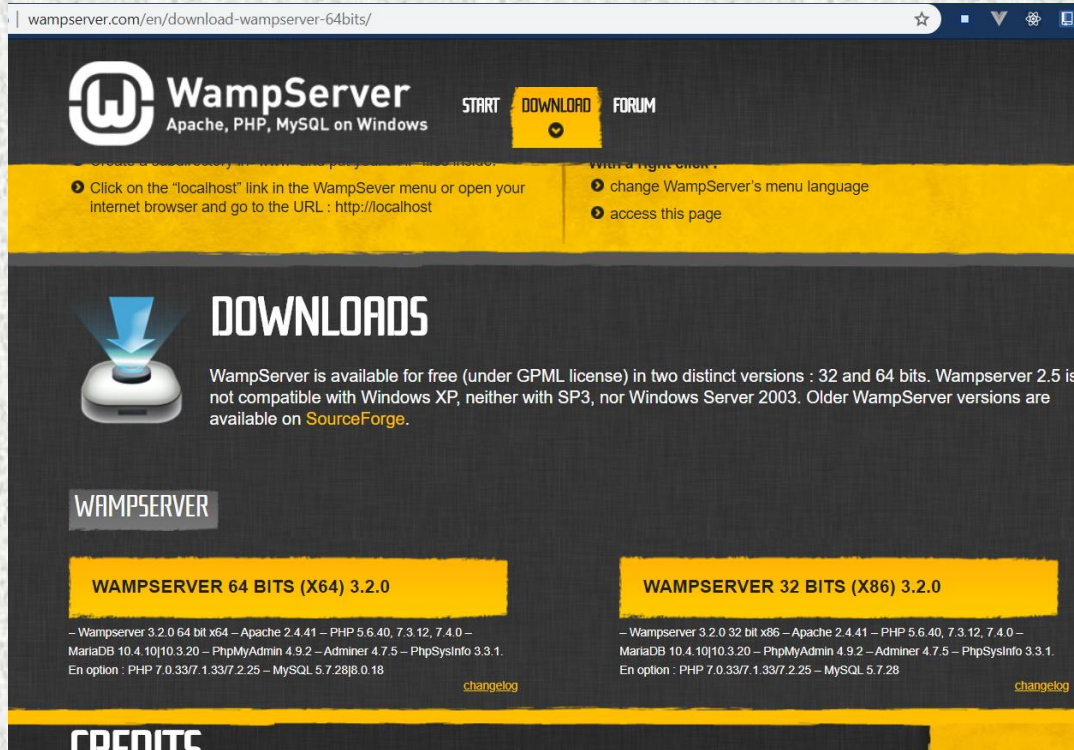 wampserver.com/en/download-wampserver-64bits/
WampServer
Apache, PHP, MySQL on Windows
START DOWNLOAD FORUM
Click on the “localhost” link in the WampSever menu or open your
internet browser and go to the URL : http://localhost
With a right click :
change WampServer’s menu language
access this page
DOWNLOADS
WampServer is available for free (under GPML license) in two distinct versions : 32 and 64 bits. Wampserver 2.5 is
not compatible with Windows XP, neither with SP3, nor Windows Server 2003. Older WampServer versions are
available on SourceForge.
WAMPSERVER
WAMPSERVER 64 BITS (X64) 3.2.0
– Wampserver 3.2.0 64 bit x64 – Apache 2.4.41 – PHP 5.6.40, 7.3.12, 7.4.0 –
MariaDB 10.4.10|10.3.20 – PhpMyAdmin 4.9.2 – Adminer 4.7.5 – PhpSysInfo 3.3.1.
En option : PHP 7.0.33/7.1.33/7.2.25 – MySQL 5.7.28|8.0.18
changelog
WAMPSERVER 32 BITS (X86) 3.2.0
– Wampserver 3.2.0 32 bit x86 – Apache 2.4.41 – PHP 5.6.40, 7.3.12, 7.4.0 –
MariaDB 10.4.10|10.3.20 – PhpMyAdmin 4.9.2 – Adminer 4.7.5 – PhpSysInfo 3.3.1.
En option : PHP 7.0.33/7.1.33/7.2.25 – MySQL 5.7.28
changelog
CREDITS